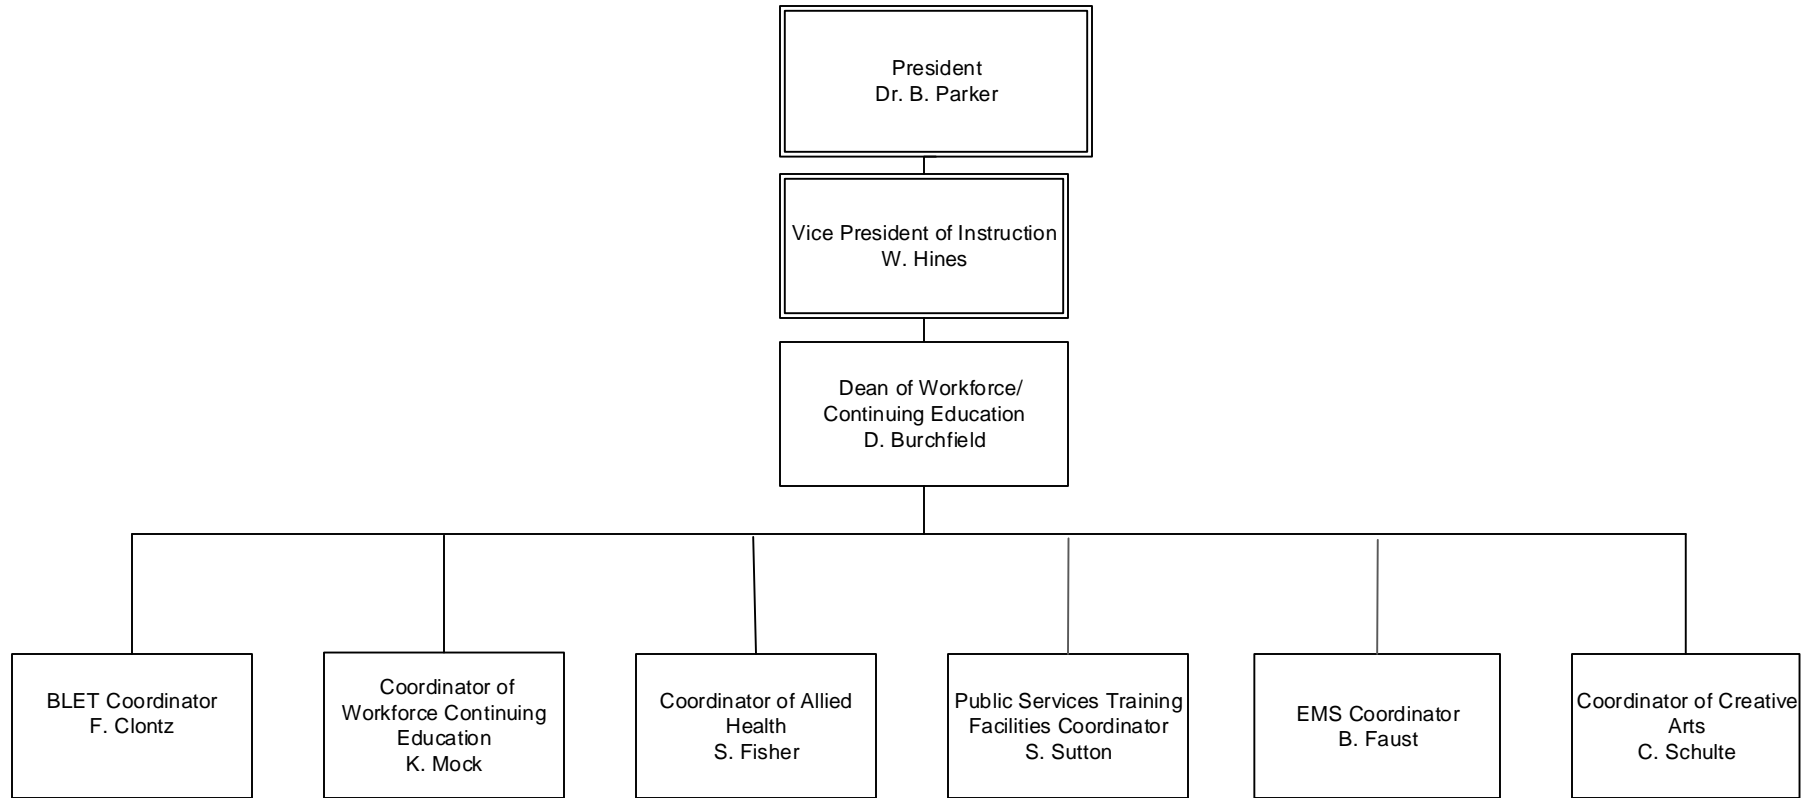 President
Dr. B. Parker
Vice President of Instruction
W. Hines
Dean of Workforce/
Continuing Education
D. Burchfield
BLET Coordinator
F. Clontz
Coordinator of
Workforce Continuing
Education
K. Mock
Coordinator of Allied
Health
S. Fisher
Public Services Training
Facilities Coordinator
S. Sutton
EMS Coordinator
B. Faust
Coordinator of Creative
Arts
C. Schulte